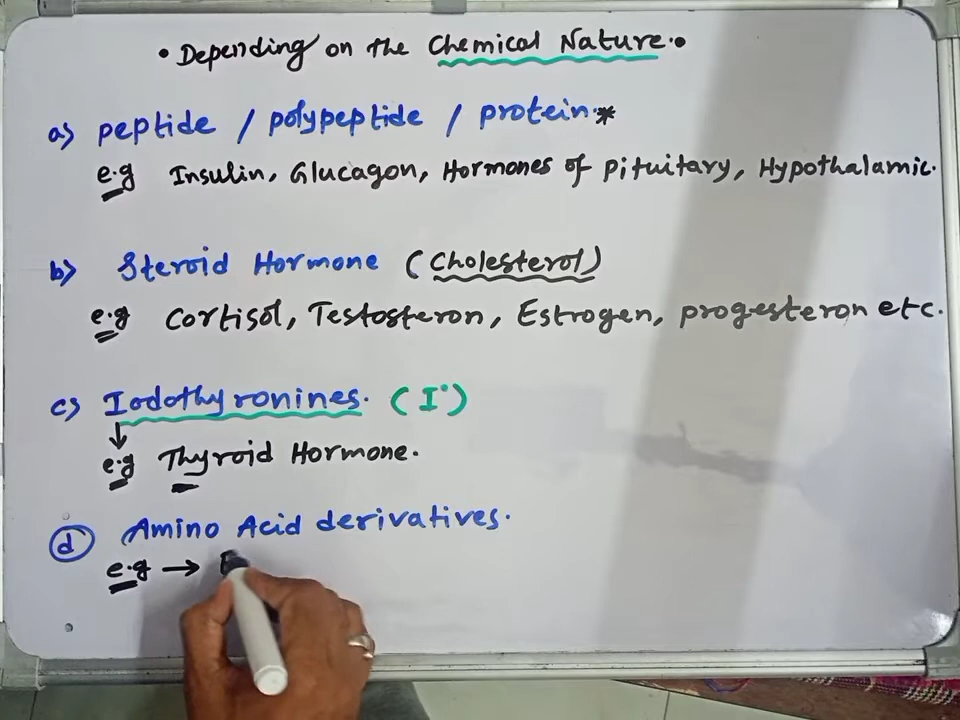 • Depending on the Chemical Nature.•
a) peptide / polypeptide / protein.*
e.g Insulin, Glucagon, Hormones of Pituitary, Hypothalamic.
b) Steroid Hormone (Cholesterol)
e.g Cortisol, Testosteron, Estrogen, progesteron etc.
c) Iodothyronines. (I°)
↓
e.g Thyroid Hormone.
d Amino Acid derivatives.
e.g →